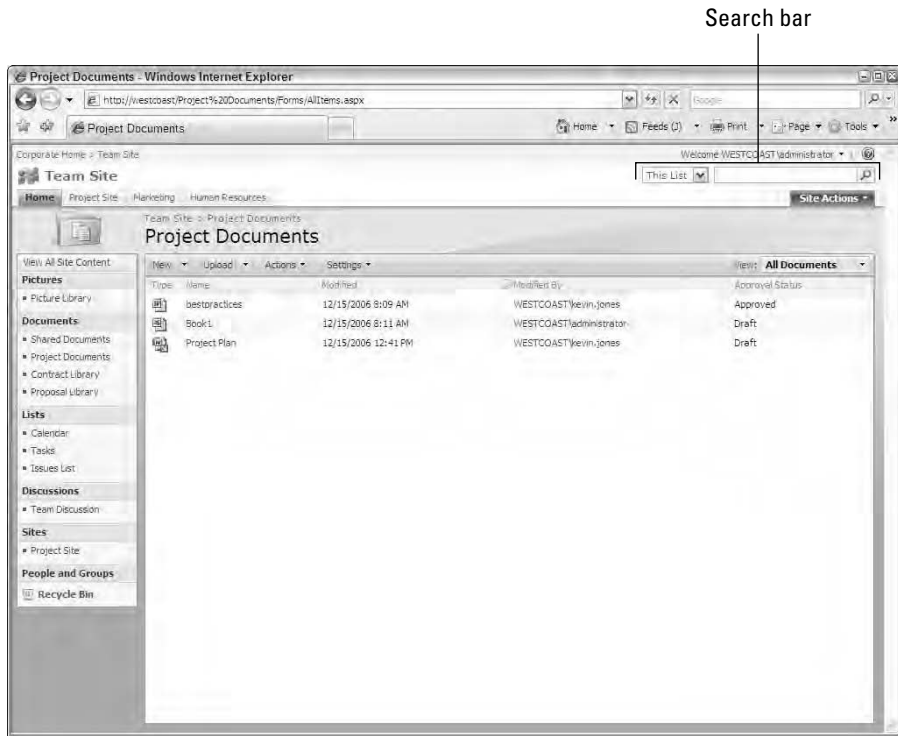 Search bar
Project Documents - Windows Internet Explorer
http://westcoast/Project%20Documents/Forms/AllItems.aspx
Google
Project Documents
Home
Feeds (J)
Print
Page
Tools
Corporate Home > Team Site
Welcome WESTCOAST\administrator
Team Site
This List
Home
Project Site
Marketing
Human Resources
Site Actions
Team Site > Project Documents
Project Documents
View All Site Content
New
Upload
Actions
Settings
View: All Documents
Pictures
Picture Library
Documents
Shared Documents
Project Documents
Contract Library
Proposal Library
Lists
Calendar
Tasks
Issues List
Discussions
Team Discussion
Sites
Project Site
People and Groups
Recycle Bin
Type Name Modified Modified By Approval Status
bestpractices 12/15/2006 8:09 AM WESTCOAST\kevin.jones Approved
Book1 12/15/2006 8:11 AM WESTCOAST\administrator Draft
Project Plan 12/15/2006 12:41 PM WESTCOAST\kevin.jones Draft